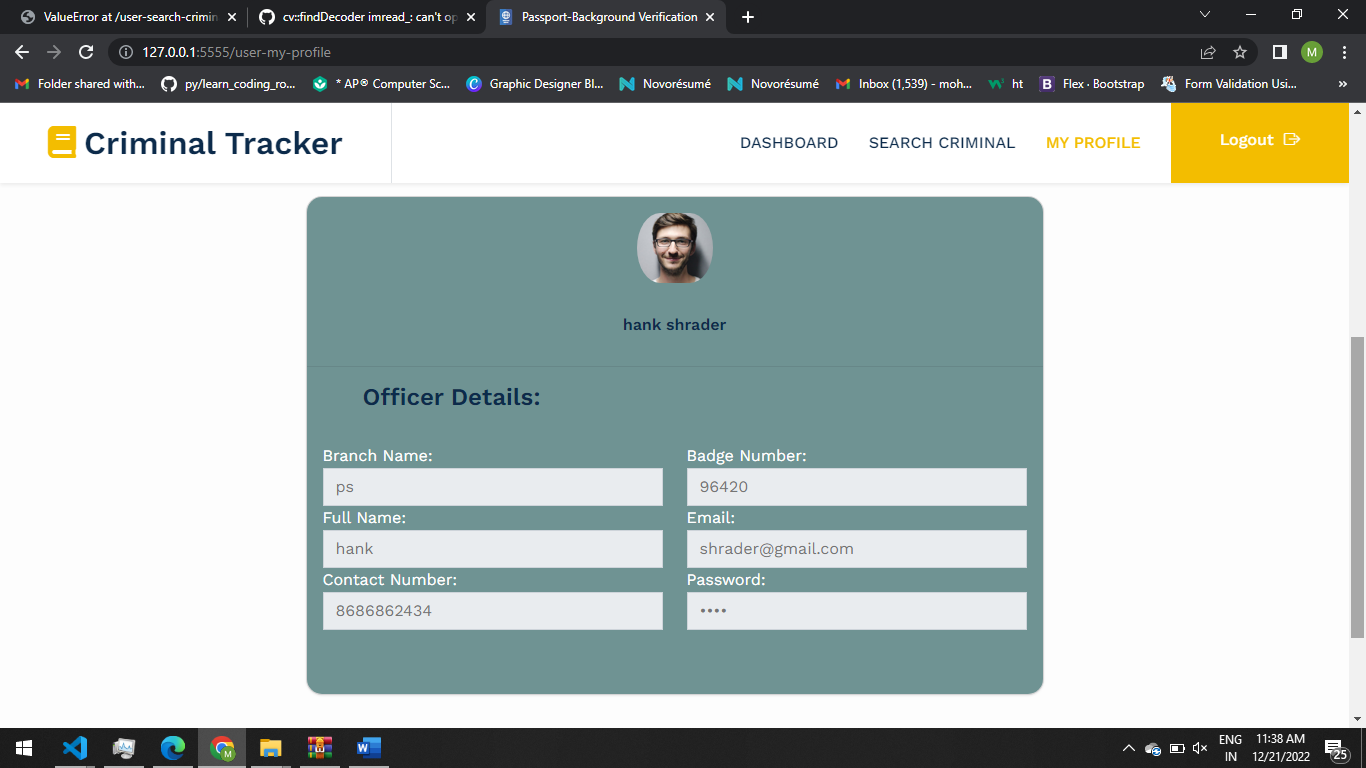 ValueError at /user-search-crimin
cv::findDecoder imread_: can't op
Passport-Background Verification
127.0.0.1:5555/user-my-profile
M
Folder shared with...
py/learn_coding_ro...
* AP® Computer Sc...
Graphic Designer Bl...
Novorésumé
Novorésumé
Inbox (1,539) - moh...
ht
Flex · Bootstrap
Form Validation Usi...
»
Criminal Tracker
DASHBOARD
SEARCH CRIMINAL
MY PROFILE
Logout
hank shrader
Officer Details:
Branch Name:
Badge Number:
ps
96420
Full Name:
Email:
hank
shrader@gmail.com
Contact Number:
Password:
8686862434
••••
ENG
IN
11:38 AM
12/21/2022
25